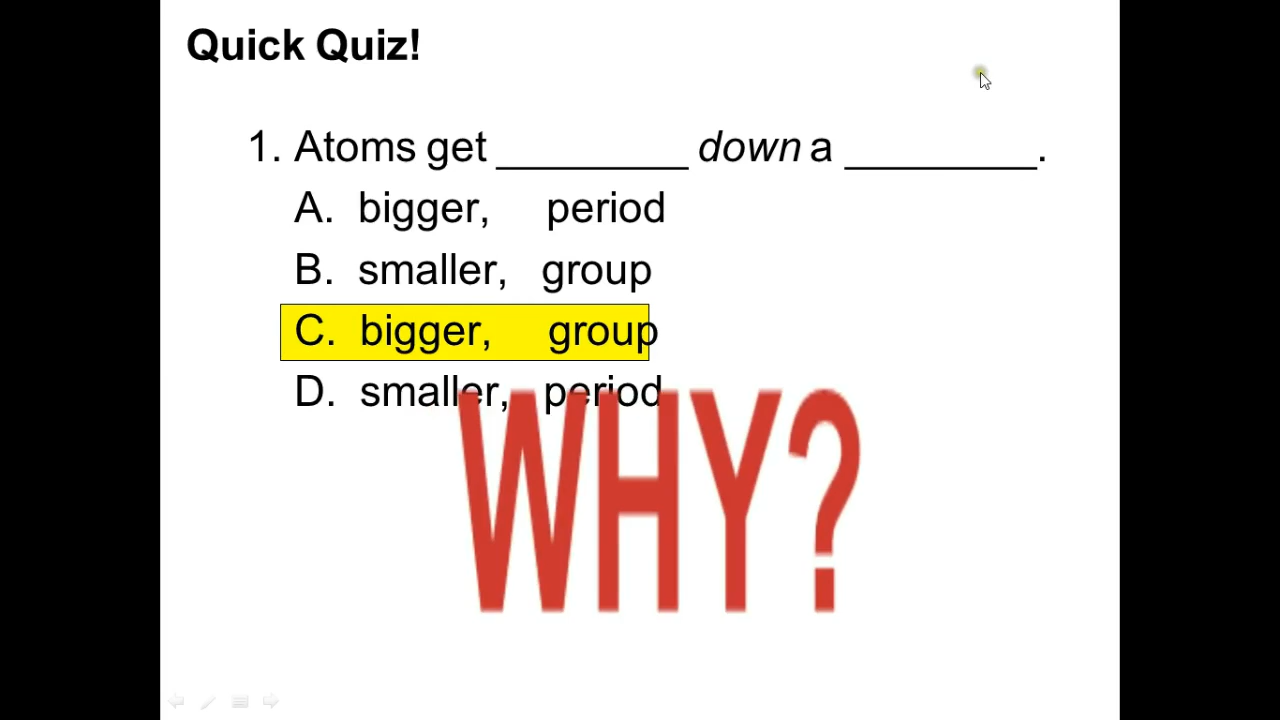 Quick Quiz!
1. Atoms get _________ down a _________.
A. bigger, period
B. smaller, group
C. bigger, group
D. smaller, period
WHY?